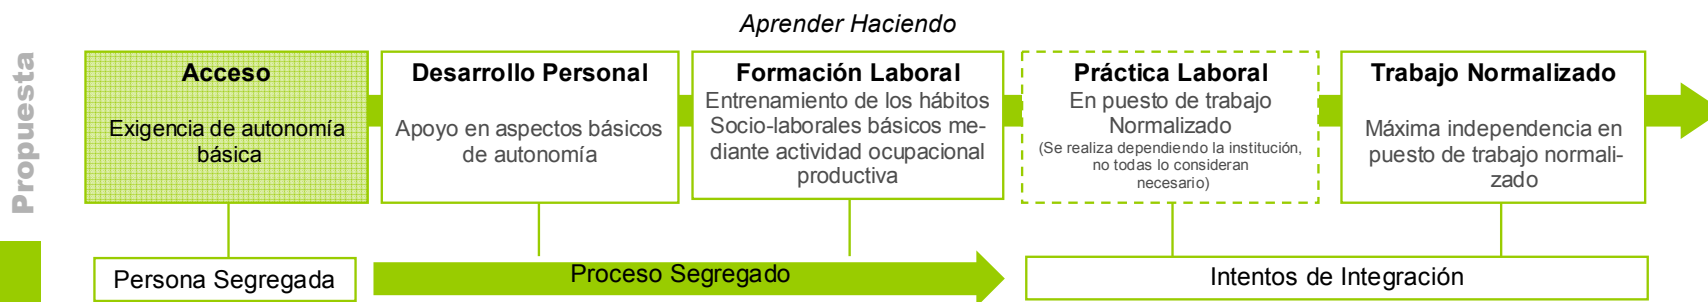 Propuesta
Aprender Haciendo
Acceso
Exigencia de autonomía
básica
Desarrollo Personal
Apoyo en aspectos básicos
de autonomía
Formación Laboral
Entrenamiento de los hábitos
Socio-laborales básicos me-
diante actividad ocupacional
productiva
Práctica Laboral
En puesto de trabajo
Normalizado
(Se realiza dependiendo la institución,
no todas lo consideran
necesario)
Trabajo Normalizado
Máxima independencia en
puesto de trabajo normali-
zado
Persona Segregada
Proceso Segregado
Intentos de Integración